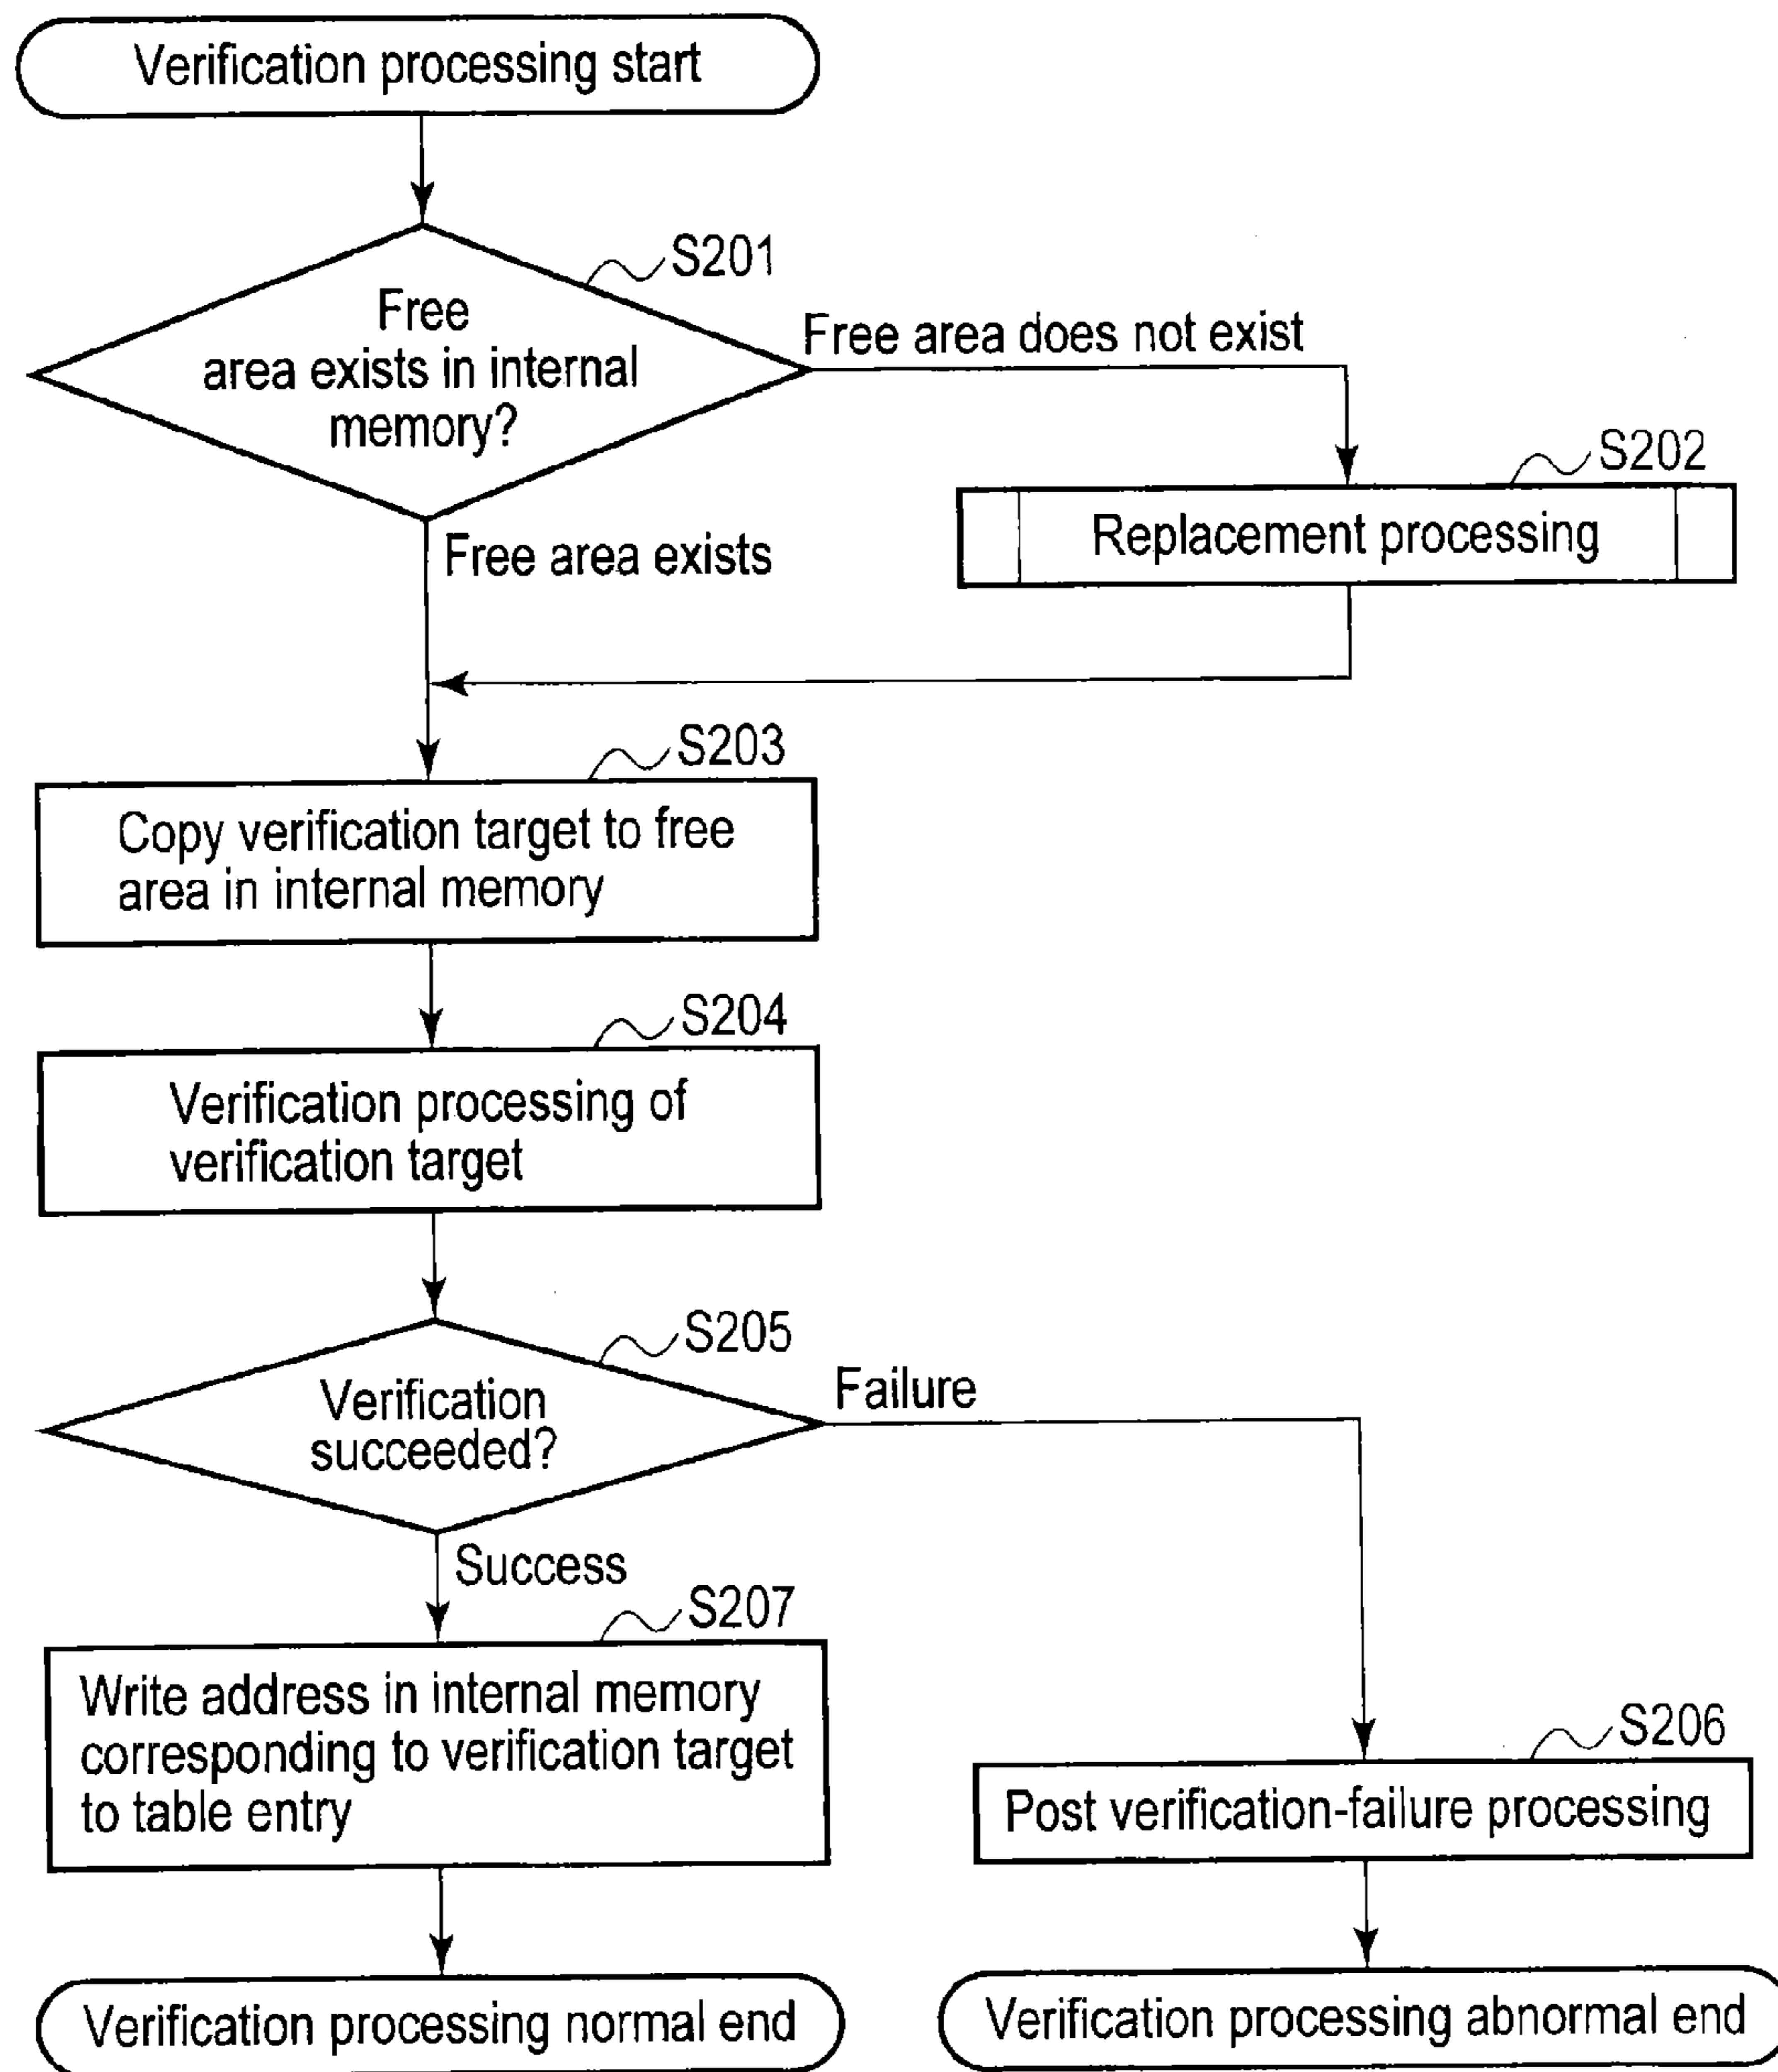 Verification processing start
S201
Free
area exists in internal
memory?
Free area does not exist
S202
Replacement processing
Free area exists
S203
Copy verification target to free
area in internal memory
S204
Verification processing of
verification target
S205
Verification
succeeded?
Failure
Success
S207
Write address in internal memory
corresponding to verification target
to table entry
S206
Post verification-failure processing
Verification processing normal end
Verification processing abnormal end